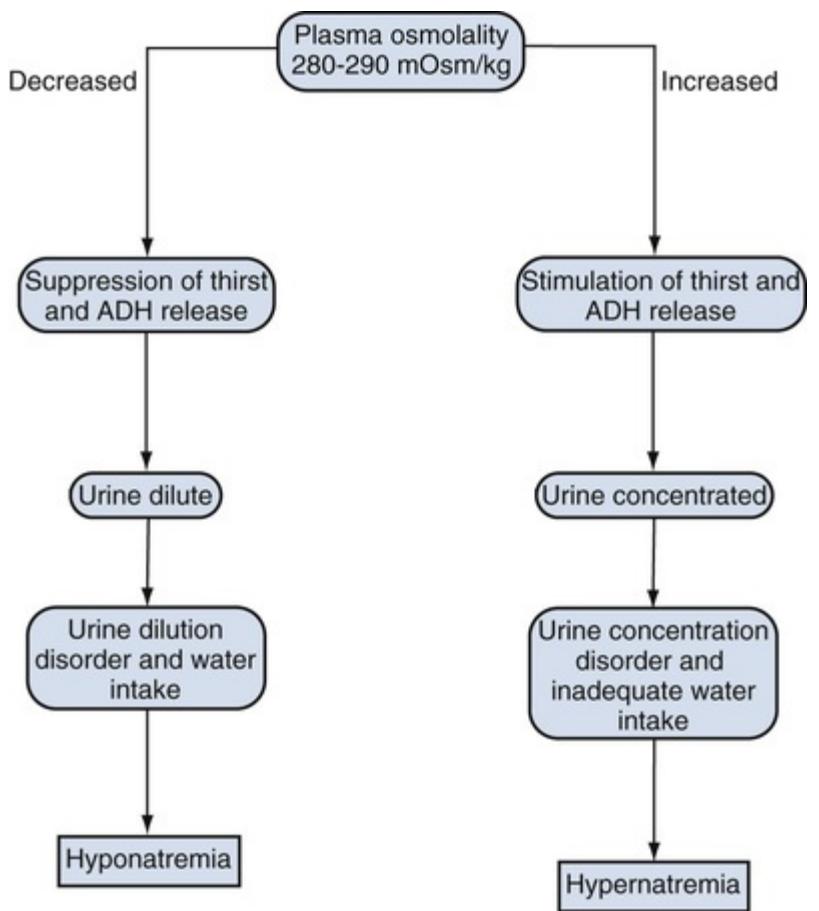 Plasma osmolality
280-290 mOsm/kg
Decreased
Increased
Suppression of thirst
and ADH release
Stimulation of thirst and
ADH release
Urine dilute
Urine concentrated
Urine dilution
disorder and water
intake
Urine concentration
disorder and
inadequate water
intake
Hyponatremia
Hypernatremia